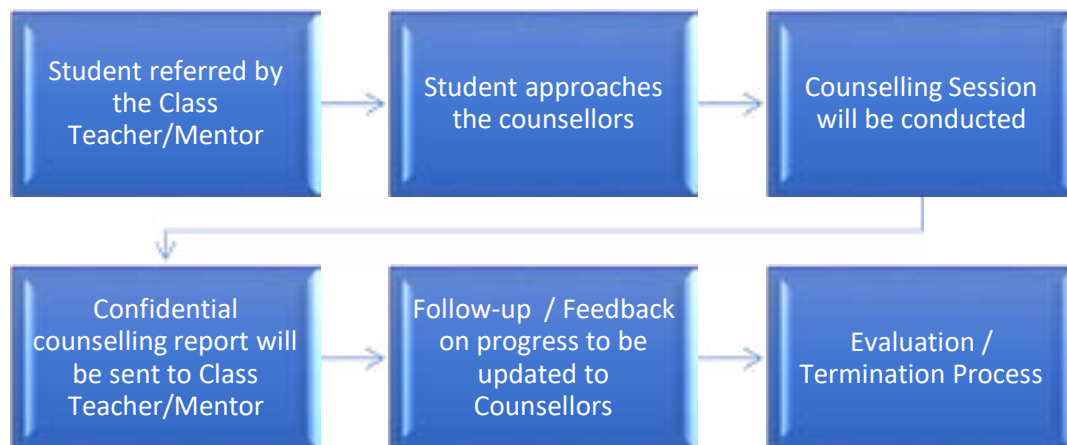 Student referred by
the Class
Teacher/Mentor
Student approaches
the counsellors
Counselling Session
will be conducted
Confidential
counselling report will
be sent to Class
Teacher/Mentor
Follow-up / Feedback
on progress to be
updated to
Counsellors
Evaluation /
Termination Process